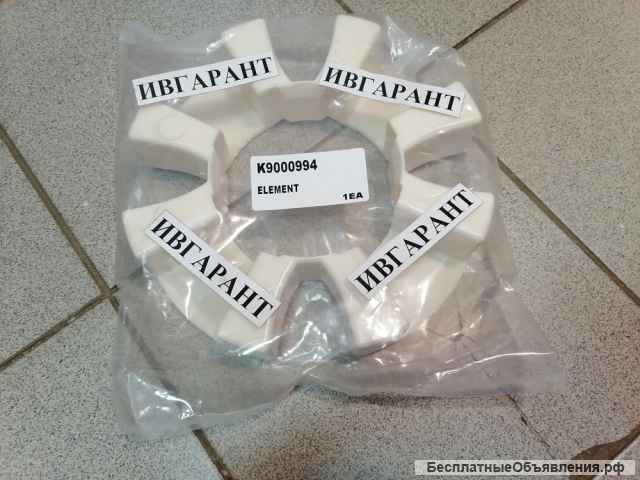 ИВГАРАНТ
ИВГАРАНТ
K9000994
ELEMENT
1EA
ИВГАРАНТ
ИВГАРАНТ
БесплатныеОбъявления.рф